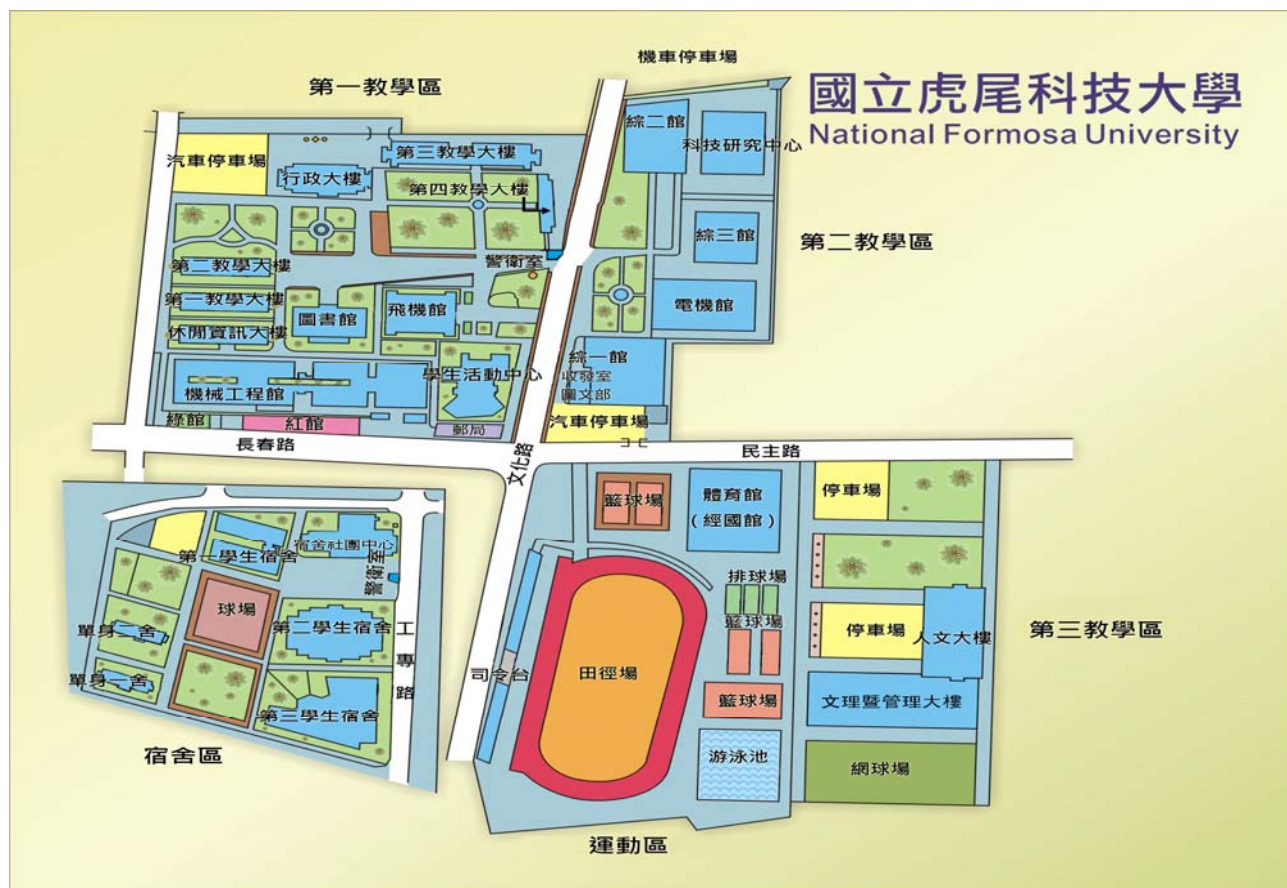 機車停車場
國立虎尾科技大學
National Formosa University
第一教學區
綜二館
科技研究中心
汽車停車場
第三教學大樓
行政大樓
第四教學大樓
綜三館
第二教學區
警衛室
第二教學大樓
第一教學大樓
圖書館
飛機館
電機館
休閒資訊大樓
綜一館
收發室
圖文部
學生活動中心
機械工程館
綠館
紅館
郵局
汽車停車場
長春路
文化路
民主路
籃球場
體育館
(經國館)
停車場
第一學生宿舍
宿舍社團中心
警衛室
排球場
籃球場
球場
單身二舍
第二學生宿舍
工專路
停車場
人文大樓
第三教學區
單身一舍
第三學生宿舍
司令台
田徑場
籃球場
文理暨管理大樓
宿舍區
游泳池
網球場
運動區